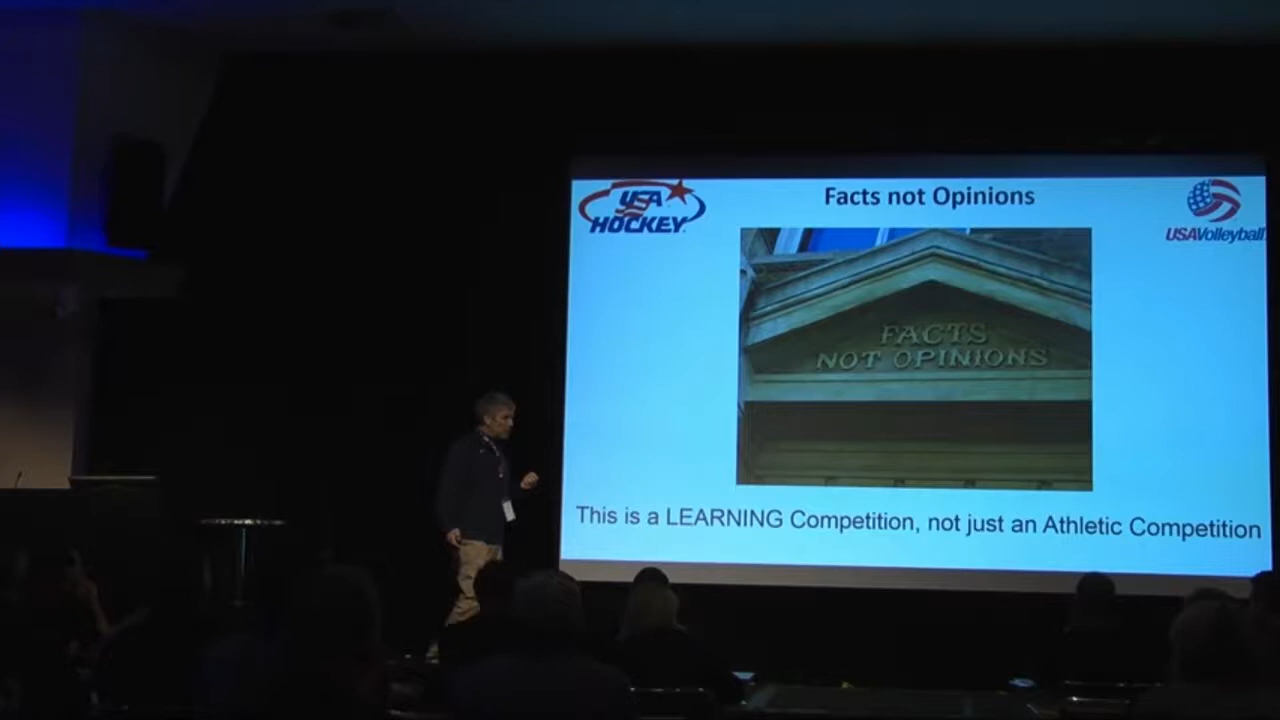 Facts not Opinions
USA
HOCKEY
USAVolleyball
FACTS
NOT OPINIONS
This is a LEARNING Competition, not just an Athletic Competition